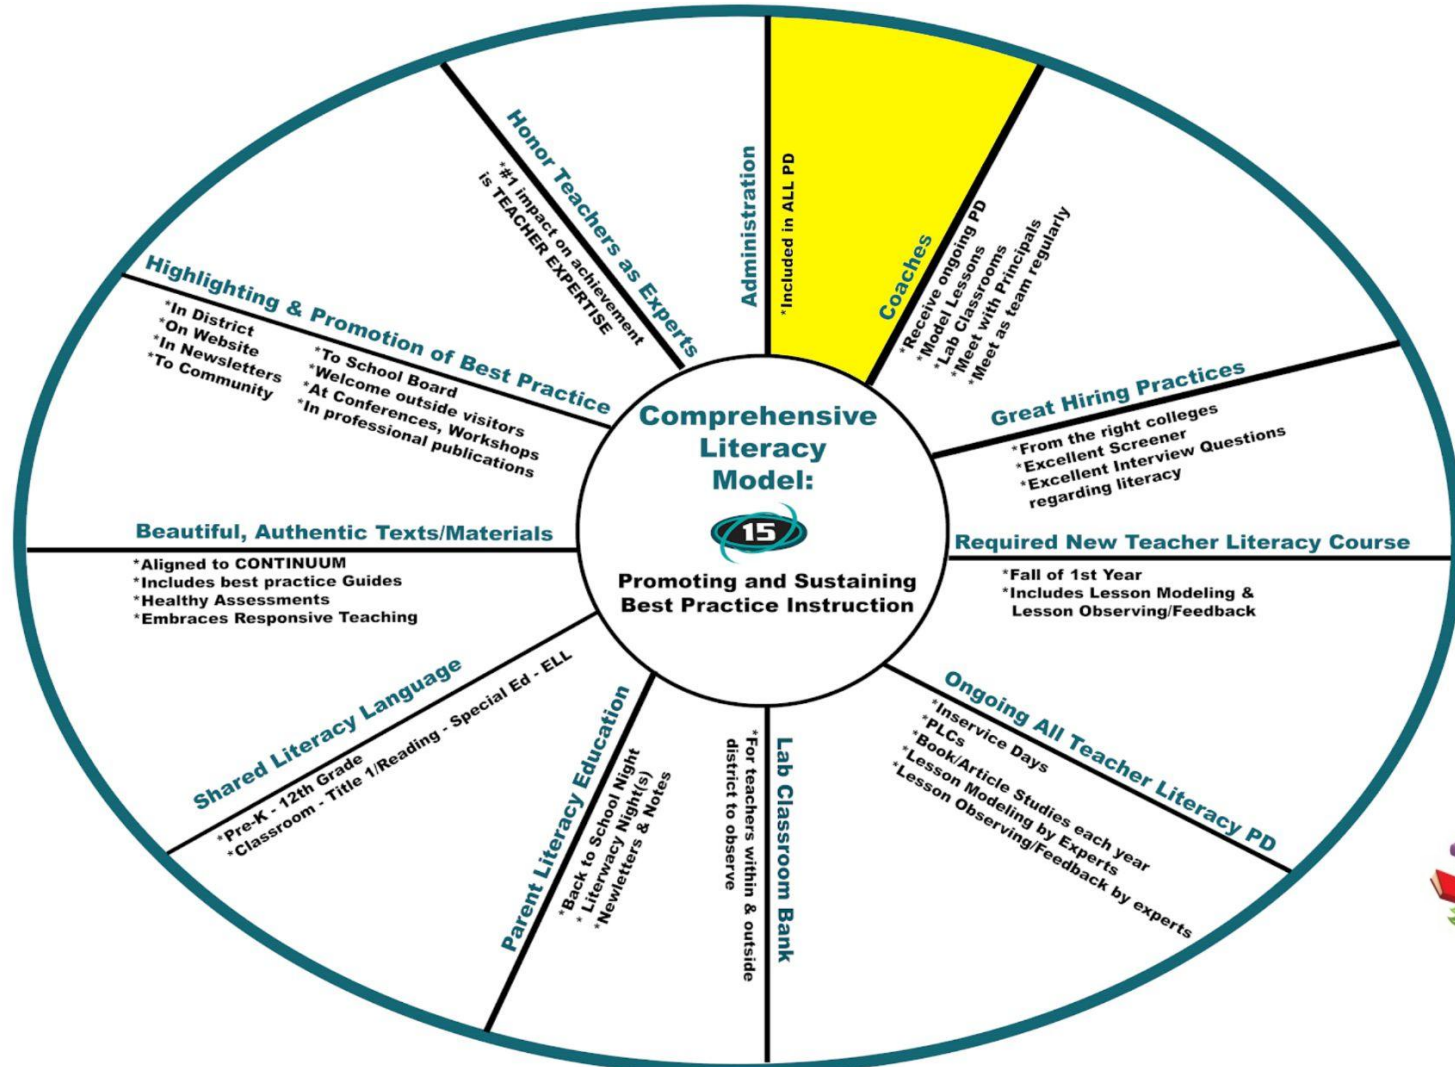 Comprehensive
Literacy
Model:
15
Promoting and Sustaining
Best Practice Instruction
Administration
*Included in ALL PD
Coaches
*Receive ongoing PD
*Model Lessons
*Lab Classrooms
*Meet with Principals
*Meet as team regularly
Great Hiring Practices
*From the right colleges
*Excellent Screener
*Excellent Interview Questions
regarding literacy
Required New Teacher Literacy Course
*Fall of 1st Year
*Includes Lesson Modeling &
Lesson Observing/Feedback
Ongoing All Teacher Literacy PD
*Inservice Days
*PLCs
*Book/Article Studies each year
*Lesson Modeling by Experts
*Lesson Observing/Feedback by experts
Lab Classroom Bank
*For teachers within & outside
district to observe
Parent Literacy Education
*Back to School Night
* Literwacy Night(s)
*Newletters & Notes
Shared Literacy Language
*Pre-K - 12th Grade
*Classroom - Title 1/Reading - Special Ed - ELL
Beautiful, Authentic Texts/Materials
*Aligned to CONTINUUM
*Includes best practice Guides
*Healthy Assessments
*Embraces Responsive Teaching
Highlighting & Promotion of Best Practice
*In District
*On Website
*In Newsletters
*To Community
*To School Board
*Welcome outside visitors
*At Conferences, Workshops
*In professional publications
Honor Teachers as Experts
*#1 impact on achievement
is TEACHER EXPERTISE